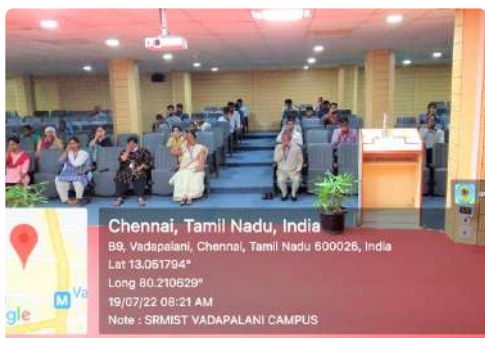 Chennai, Tamil Nadu, India
B9, Vadapalani, Chennai, Tamil Nadu 600026, India
Lat 13.051794°
Long 80.210629°
19/07/22 08:21 AM
Note : SRMIST VADAPALANI CAMPUS
M Va
gle